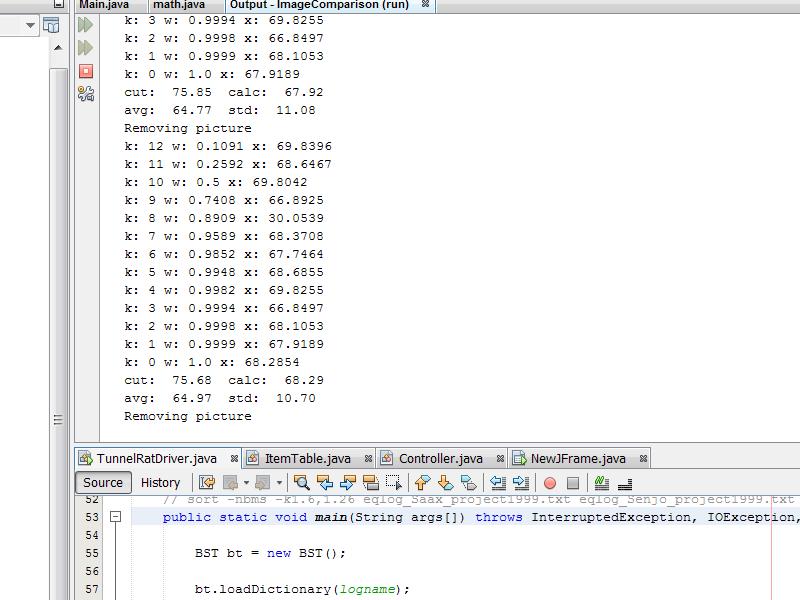 Main.java math.java Output - ImageComparison (run)
k: 3 w: 0.9994 x: 69.8255
k: 2 w: 0.9998 x: 66.8497
k: 1 w: 0.9999 x: 68.1053
k: 0 w: 1.0 x: 67.9189
cut: 75.85 calc: 67.92
avg: 64.77 std: 11.08
Removing picture
k: 12 w: 0.1091 x: 69.8396
k: 11 w: 0.2592 x: 68.6467
k: 10 w: 0.5 x: 69.8042
k: 9 w: 0.7408 x: 66.8925
k: 8 w: 0.8909 x: 30.0539
k: 7 w: 0.9589 x: 68.3708
k: 6 w: 0.9852 x: 67.7464
k: 5 w: 0.9948 x: 68.6855
k: 4 w: 0.9982 x: 69.8255
k: 3 w: 0.9994 x: 66.8497
k: 2 w: 0.9998 x: 68.1053
k: 1 w: 0.9999 x: 67.9189
k: 0 w: 1.0 x: 68.2854
cut: 75.68 calc: 68.29
avg: 64.97 std: 10.70
Removing picture
TunnelRatDriver.java ItemTable.java Controller.java NewJFrame.java
Source History
52 // sort -nbms -k1.6,1.26 eqlog_Saax_project1999.txt eqlog_Senjo_project1999.txt
53 public static void main(String args[]) throws InterruptedException, IOException,
54
55 BST bt = new BST();
56
57 bt.loadDictionary(logname);